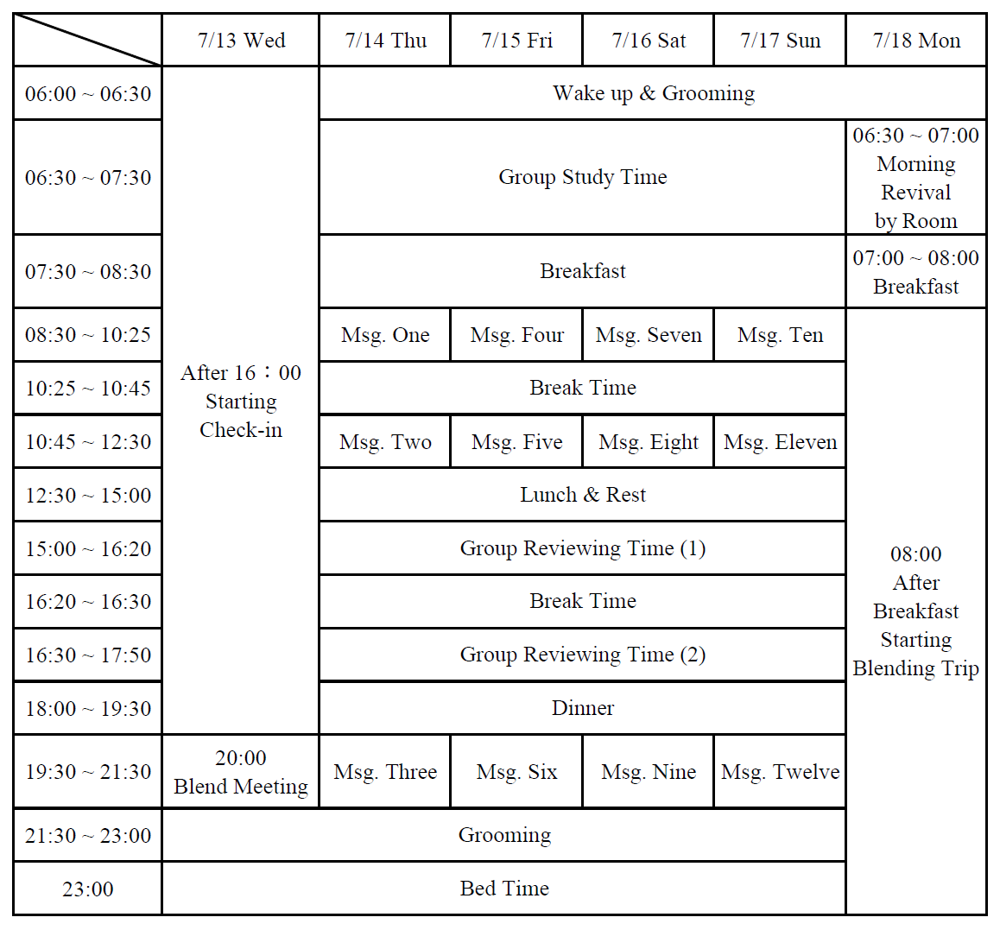 7/13 Wed
7/14 Thu
7/15 Fri
7/16 Sat
7/17 Sun
7/18 Mon
06:00 ~ 06:30
Wake up & Grooming
06:30 ~ 07:30
Group Study Time
06:30 ~ 07:00
Morning
Revival
by Room
07:30 ~ 08:30
Breakfast
07:00 ~ 08:00
Breakfast
08:30 ~ 10:25
After 16：00
Starting
Check-in
Msg. One
Msg. Four
Msg. Seven
Msg. Ten
08:00
After
Breakfast
Starting
Blending Trip
10:25 ~ 10:45
Break Time
10:45 ~ 12:30
Msg. Two
Msg. Five
Msg. Eight
Msg. Eleven
12:30 ~ 15:00
Lunch & Rest
15:00 ~ 16:20
Group Reviewing Time (1)
16:20 ~ 16:30
Break Time
16:30 ~ 17:50
Group Reviewing Time (2)
18:00 ~ 19:30
Dinner
19:30 ~ 21:30
20:00
Blend Meeting
Msg. Three
Msg. Six
Msg. Nine
Msg. Twelve
21:30 ~ 23:00
Grooming
23:00
Bed Time